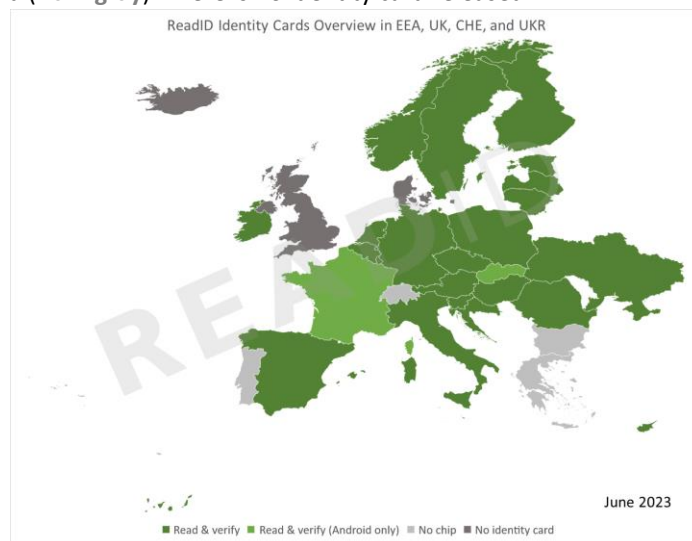 ReadID Identity Cards Overview in EEA, UK, CHE, and UKR
READID
June 2023
Read & verify Read & verify (Android only) No chip No identity card